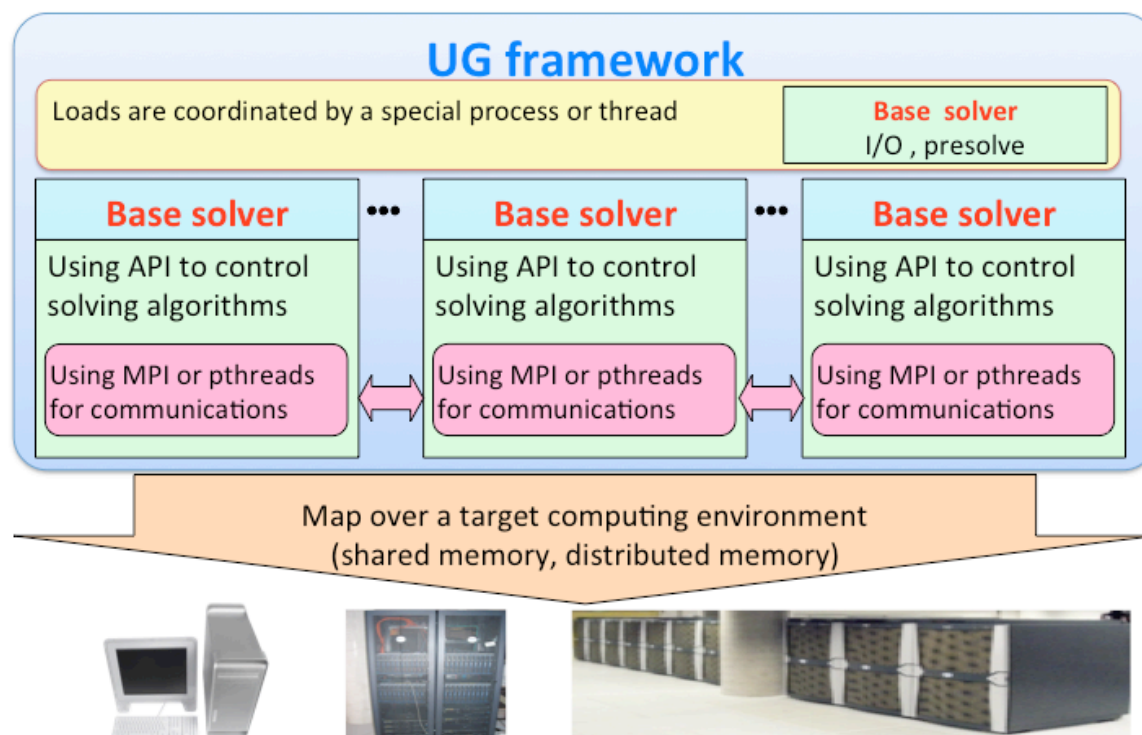 UG framework
Loads are coordinated by a special process or thread
Base solver
I/O , presolve
Base solver
•••
Base solver
•••
Base solver
Using API to control
solving algorithms
Using API to control
solving algorithms
Using API to control
solving algorithms
Using MPI or pthreads
for communications
Using MPI or pthreads
for communications
Using MPI or pthreads
for communications
Map over a target computing environment
(shared memory, distributed memory)